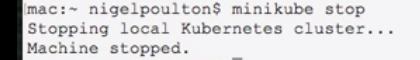 mac:~ nigelpoulton$ minikube stop
Stopping local Kubernetes cluster...
Machine stopped.